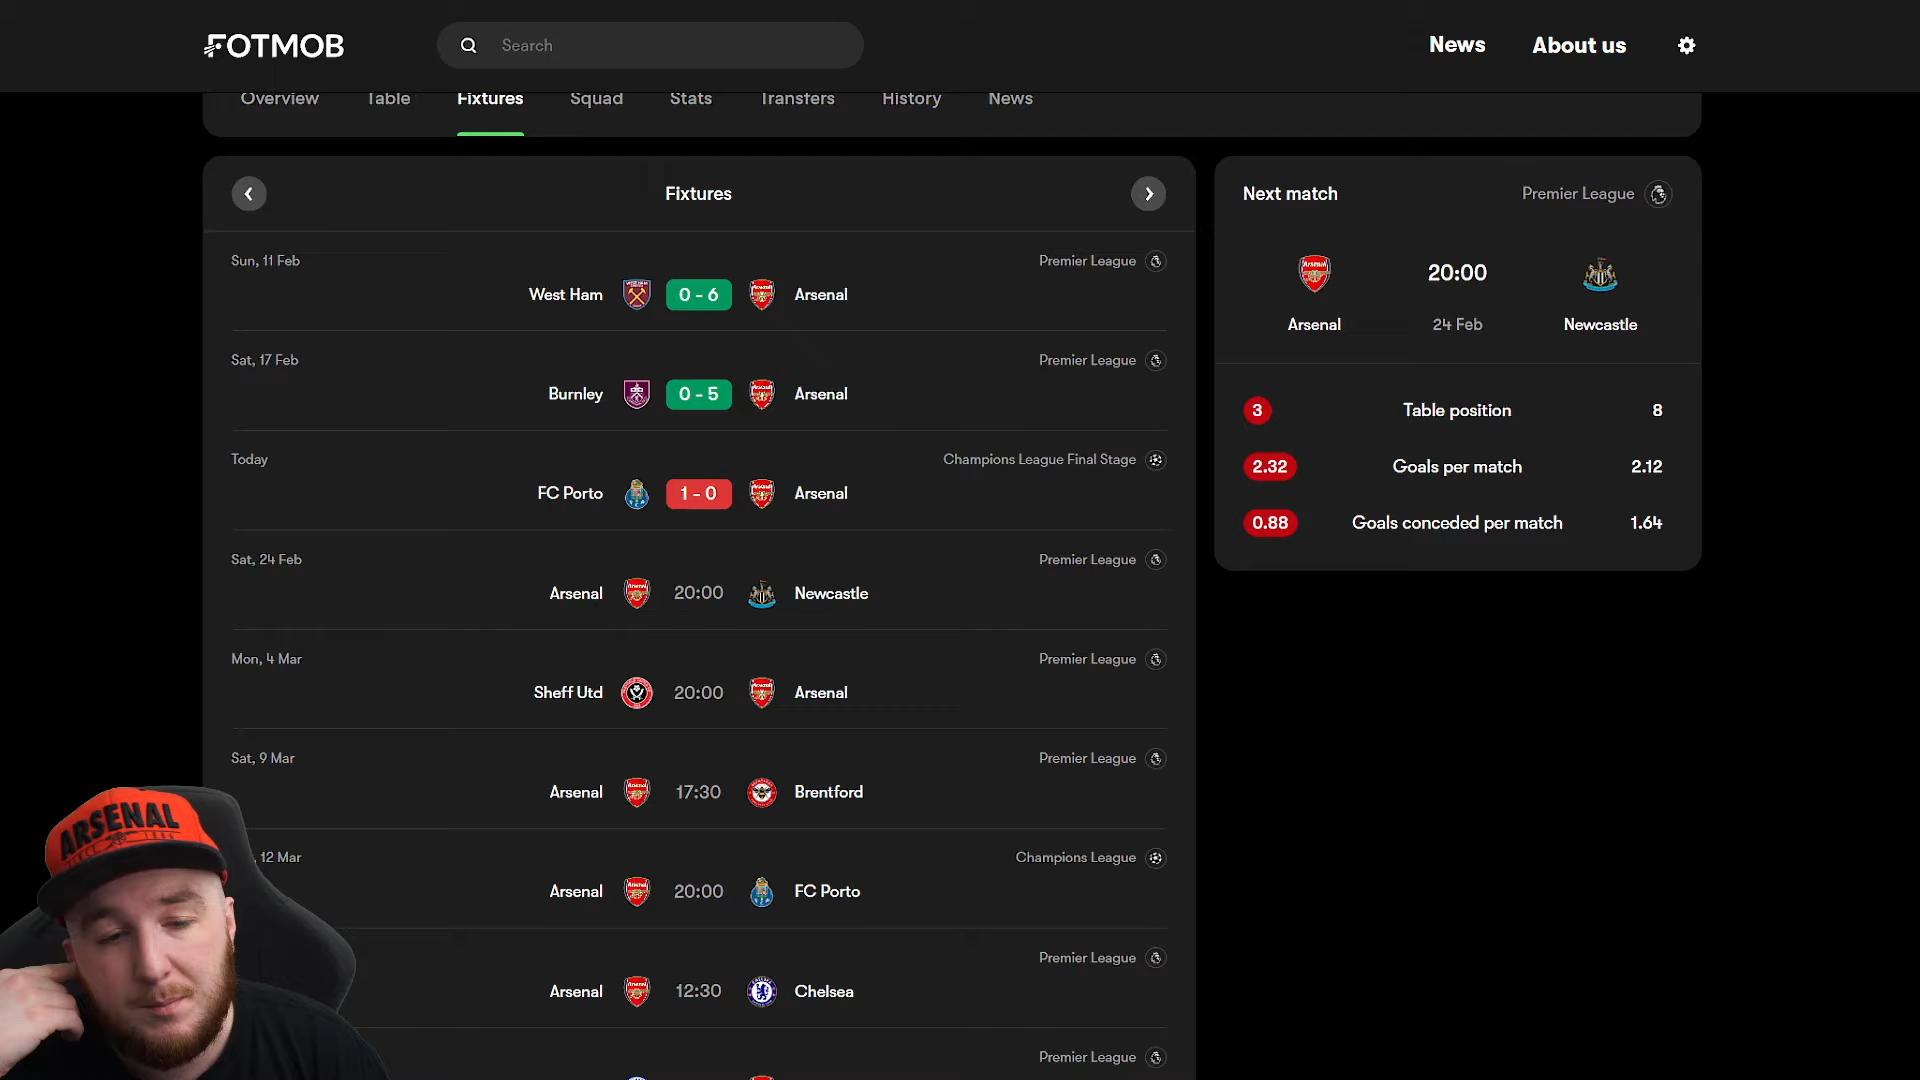 FOTMOB
Search
News
About us
Overview
Table
Fixtures
Squad
Stats
Transfers
History
News
Fixtures
Sun, 11 Feb
Premier League
West Ham 0 - 6 Arsenal
Sat, 17 Feb
Premier League
Burnley 0 - 5 Arsenal
Today
Champions League Final Stage
FC Porto 1 - 0 Arsenal
Sat, 24 Feb
Premier League
Arsenal 20:00 Newcastle
Mon, 4 Mar
Premier League
Sheff Utd 20:00 Arsenal
Sat, 9 Mar
Premier League
Arsenal 17:30 Brentford
12 Mar
Champions League
Arsenal 20:00 FC Porto
Premier League
Arsenal 12:30 Chelsea
Premier League
Next match
Premier League
20:00
Arsenal
24 Feb
Newcastle
3 Table position 8
2.32 Goals per match 2.12
0.88 Goals conceded per match 1.64
ARSENAL